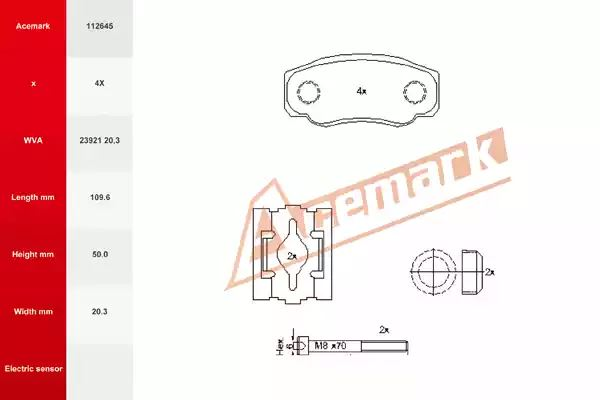 Acemark 112645
x 4X
WVA 23921 20,3
Length mm 109.6
Height mm 50.0
Width mm 20.3
Electric sensor
4x
Acemark
2x
2x
2x
Hex. 6 M8 x70